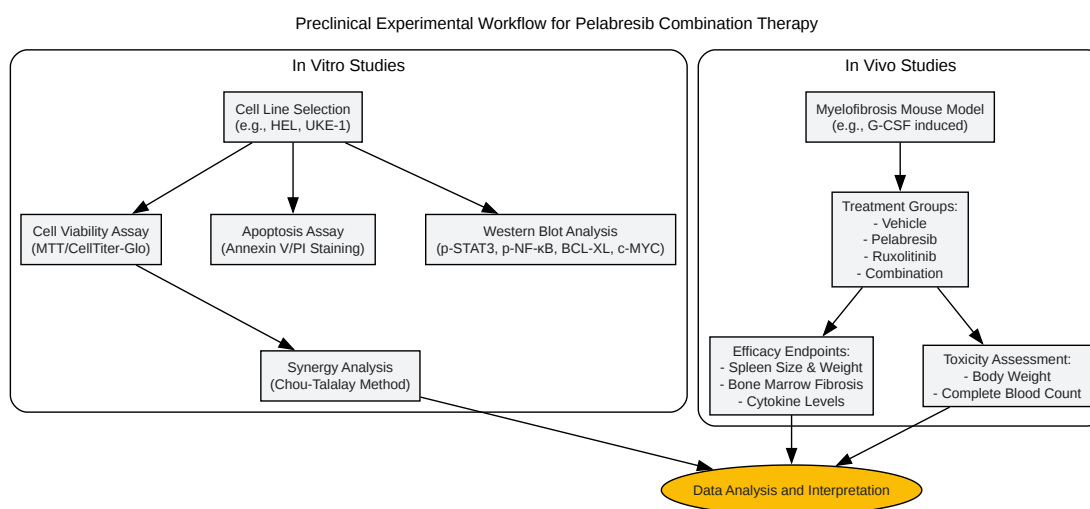 Preclinical Experimental Workflow for Pelabresib Combination Therapy
In Vitro Studies
Cell Line Selection
(e.g., HEL, UKE-1)
Cell Viability Assay
(MTT/CellTiter-Glo)
Apoptosis Assay
(Annexin V/PI Staining)
Western Blot Analysis
(p-STAT3, p-NF-κB, BCL-XL, c-MYC)
Synergy Analysis
(Chou-Talalay Method)
In Vivo Studies
Myelofibrosis Mouse Model
(e.g., G-CSF induced)
Treatment Groups:
- Vehicle
- Pelabresib
- Ruxolitinib
- Combination
Efficacy Endpoints:
- Spleen Size & Weight
- Bone Marrow Fibrosis
- Cytokine Levels
Toxicity Assessment:
- Body Weight
- Complete Blood Count
Data Analysis and Interpretation